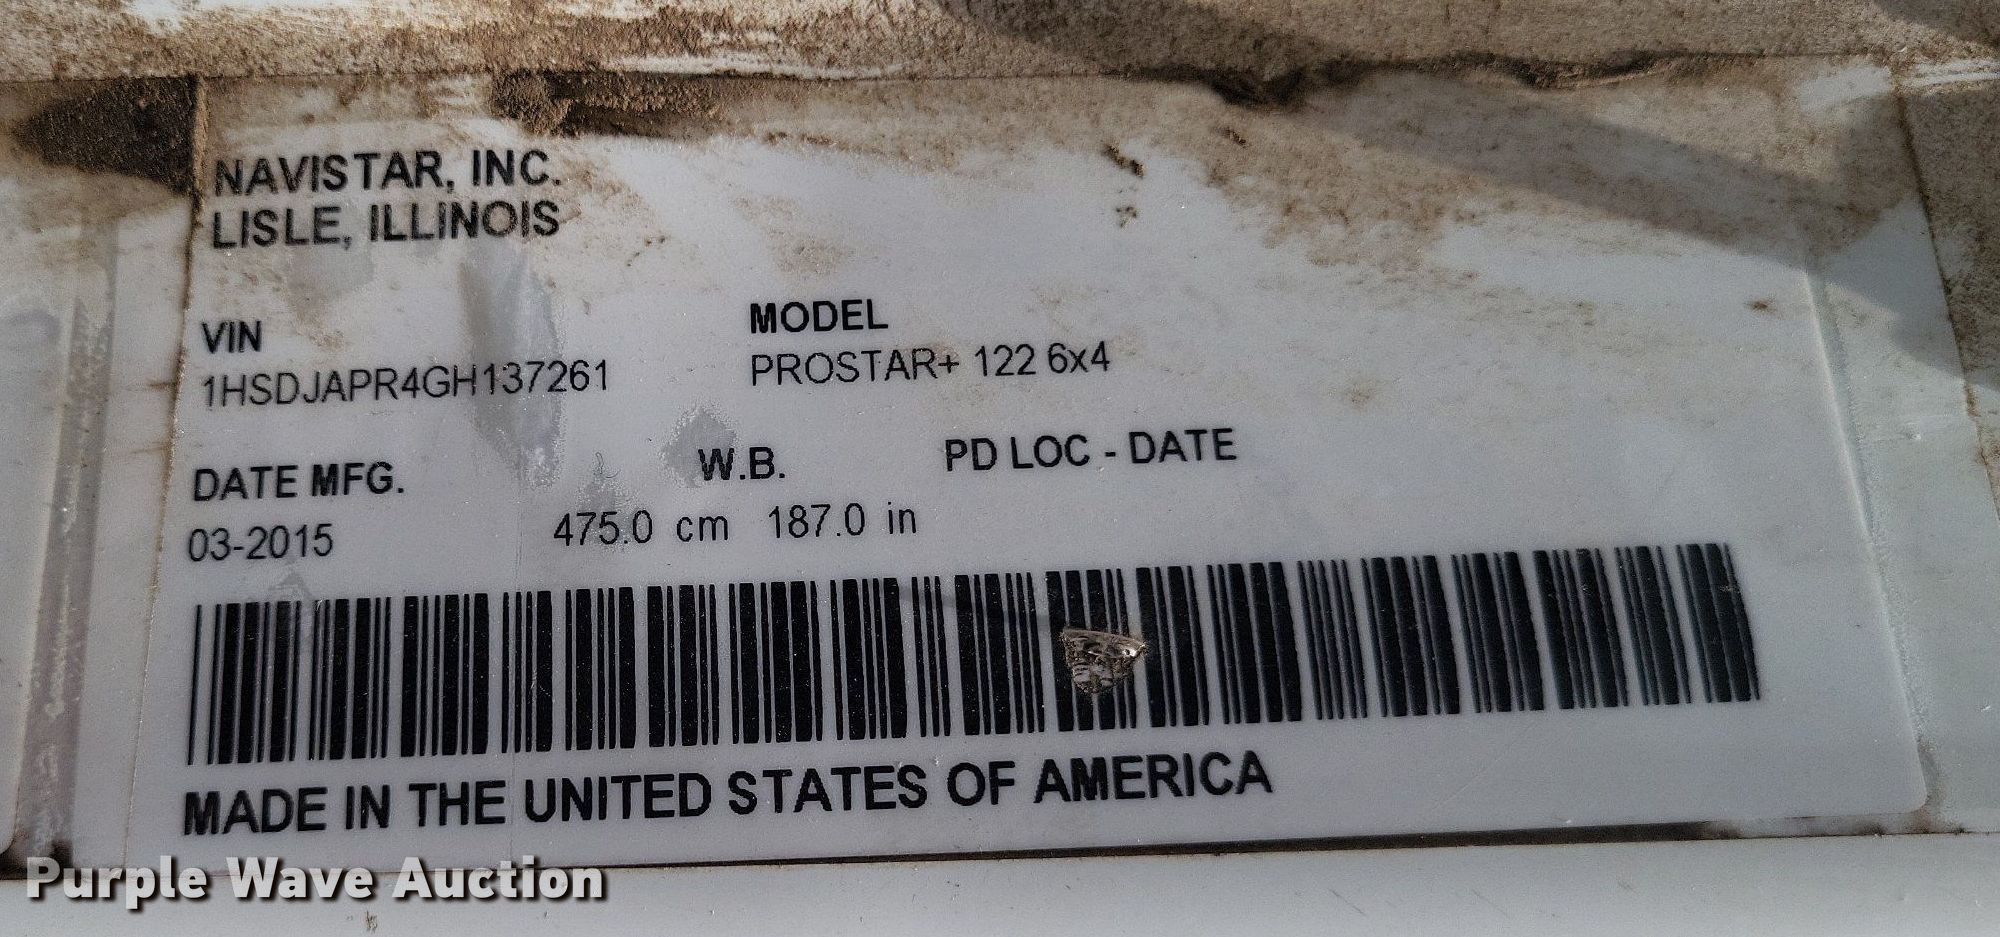 NAVISTAR, INC.
LISLE, ILLINOIS
VIN
1HSDJAPR4GH137261
MODEL
PROSTAR+ 122 6x4
DATE MFG.
03-2015
W.B.
475.0 cm 187.0 in
PD LOC - DATE
MADE IN THE UNITED STATES OF AMERICA
Purple Wave Auction